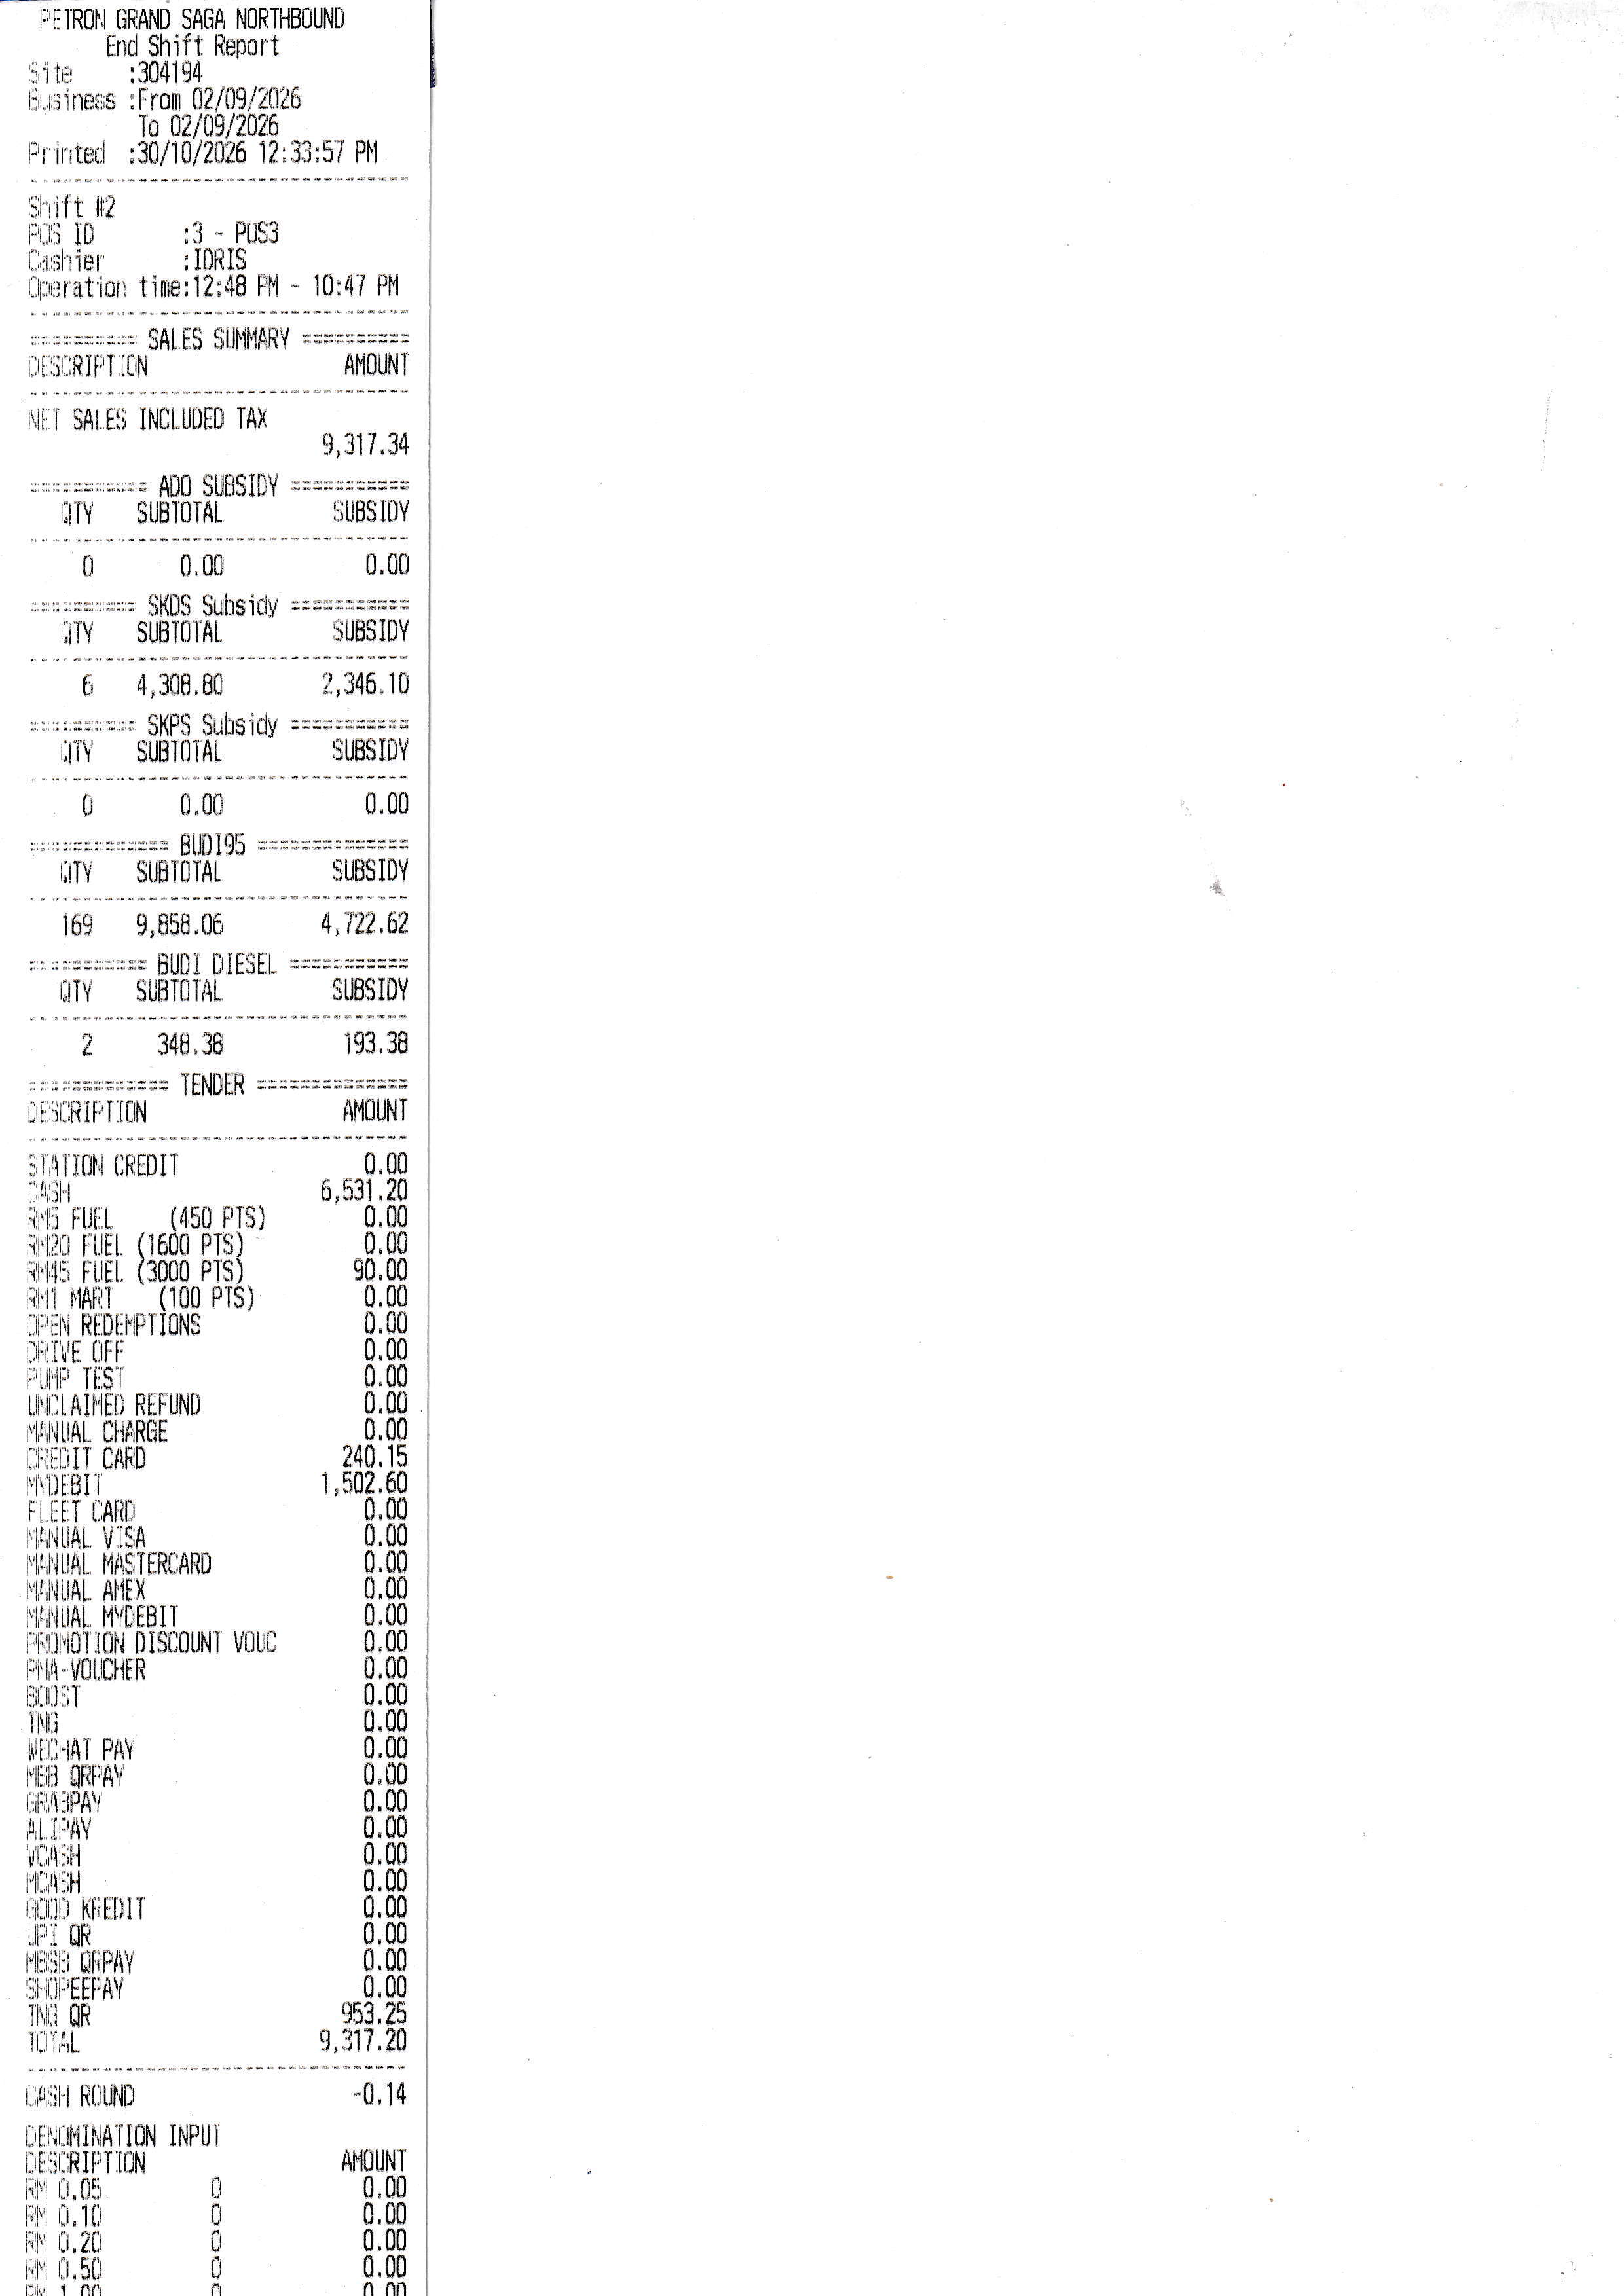 PETRON GRAND SAGA NORTHBOUND
End Shift Report
Site :304194
Business :From 02/09/2026
To 02/09/2026
Printed :30/10/2026 12:33:57 PM
Shift #2
POS ID :3 - POS3
Cashier :IDRIS
Operation time:12:48 PM - 10:47 PM
========== SALES SUMMARY ==========
DESCRIPTION AMOUNT
NET SALES INCLUDED TAX
9,317.34
=========== ADO SUBSIDY ===========
QTY SUBTOTAL SUBSIDY
0 0.00 0.00
========== SKDS Subsidy ===========
QTY SUBTOTAL SUBSIDY
6 4,308.80 2,346.10
========== SKPS Subsidy ===========
QTY SUBTOTAL SUBSIDY
0 0.00 0.00
============= BUDI95 ==============
QTY SUBTOTAL SUBSIDY
169 9,858.06 4,722.62
=========== BUDI DIESEL ===========
QTY SUBTOTAL SUBSIDY
2 348.38 193.38
============= TENDER ==============
DESCRIPTION AMOUNT
STATION CREDIT 0.00
CASH 6,531.20
RM5 FUEL (450 PTS) 0.00
RM20 FUEL (1600 PTS) 0.00
RM45 FUEL (3000 PTS) 90.00
RM1 MART (100 PTS) 0.00
OPEN REDEMPTIONS 0.00
DRIVE OFF 0.00
PUMP TEST 0.00
UNCLAIMED REFUND 0.00
MANUAL CHARGE 0.00
CREDIT CARD 240.15
MYDEBIT 1,502.60
FLEET CARD 0.00
MANUAL VISA 0.00
MANUAL MASTERCARD 0.00
MANUAL AMEX 0.00
MANUAL MYDEBIT 0.00
PROMOTION DISCOUNT VOUC 0.00
PMA-VOUCHER 0.00
BOOST 0.00
TNG 0.00
WECHAT PAY 0.00
MBB QRPAY 0.00
GRABPAY 0.00
ALIPAY 0.00
VCASH 0.00
MCASH 0.00
GOOD KREDIT 0.00
UPI QR 0.00
MBSB QRPAY 0.00
SHOPEEPAY 0.00
TNG QR 953.25
TOTAL 9,317.20
CASH ROUND -0.14
DENOMINATION INPUT
DESCRIPTION AMOUNT
RM 0.05 0 0.00
RM 0.10 0 0.00
RM 0.20 0 0.00
RM 0.50 0 0.00
RM 1.00 0 0.00